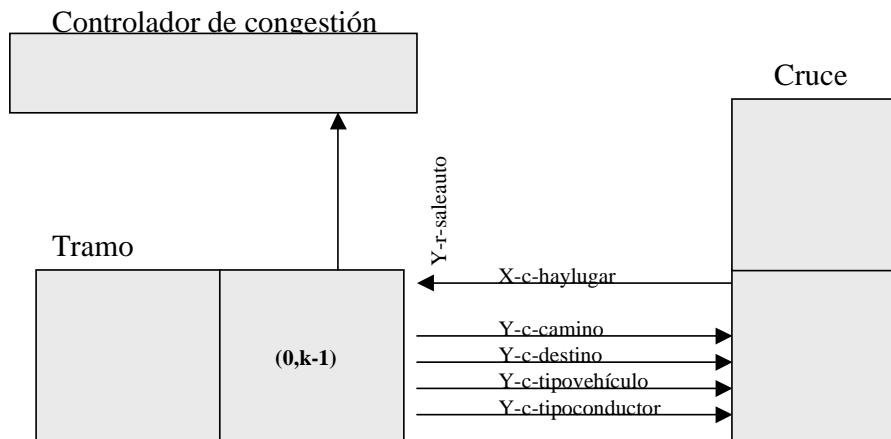 Controlador de congestión
Cruce
Y-r-saleauto
Tramo
X-c-haylugar
Y-c-camino
(0,k-1)
Y-c-destino
Y-c-tipovehículo
Y-c-tipoconductor